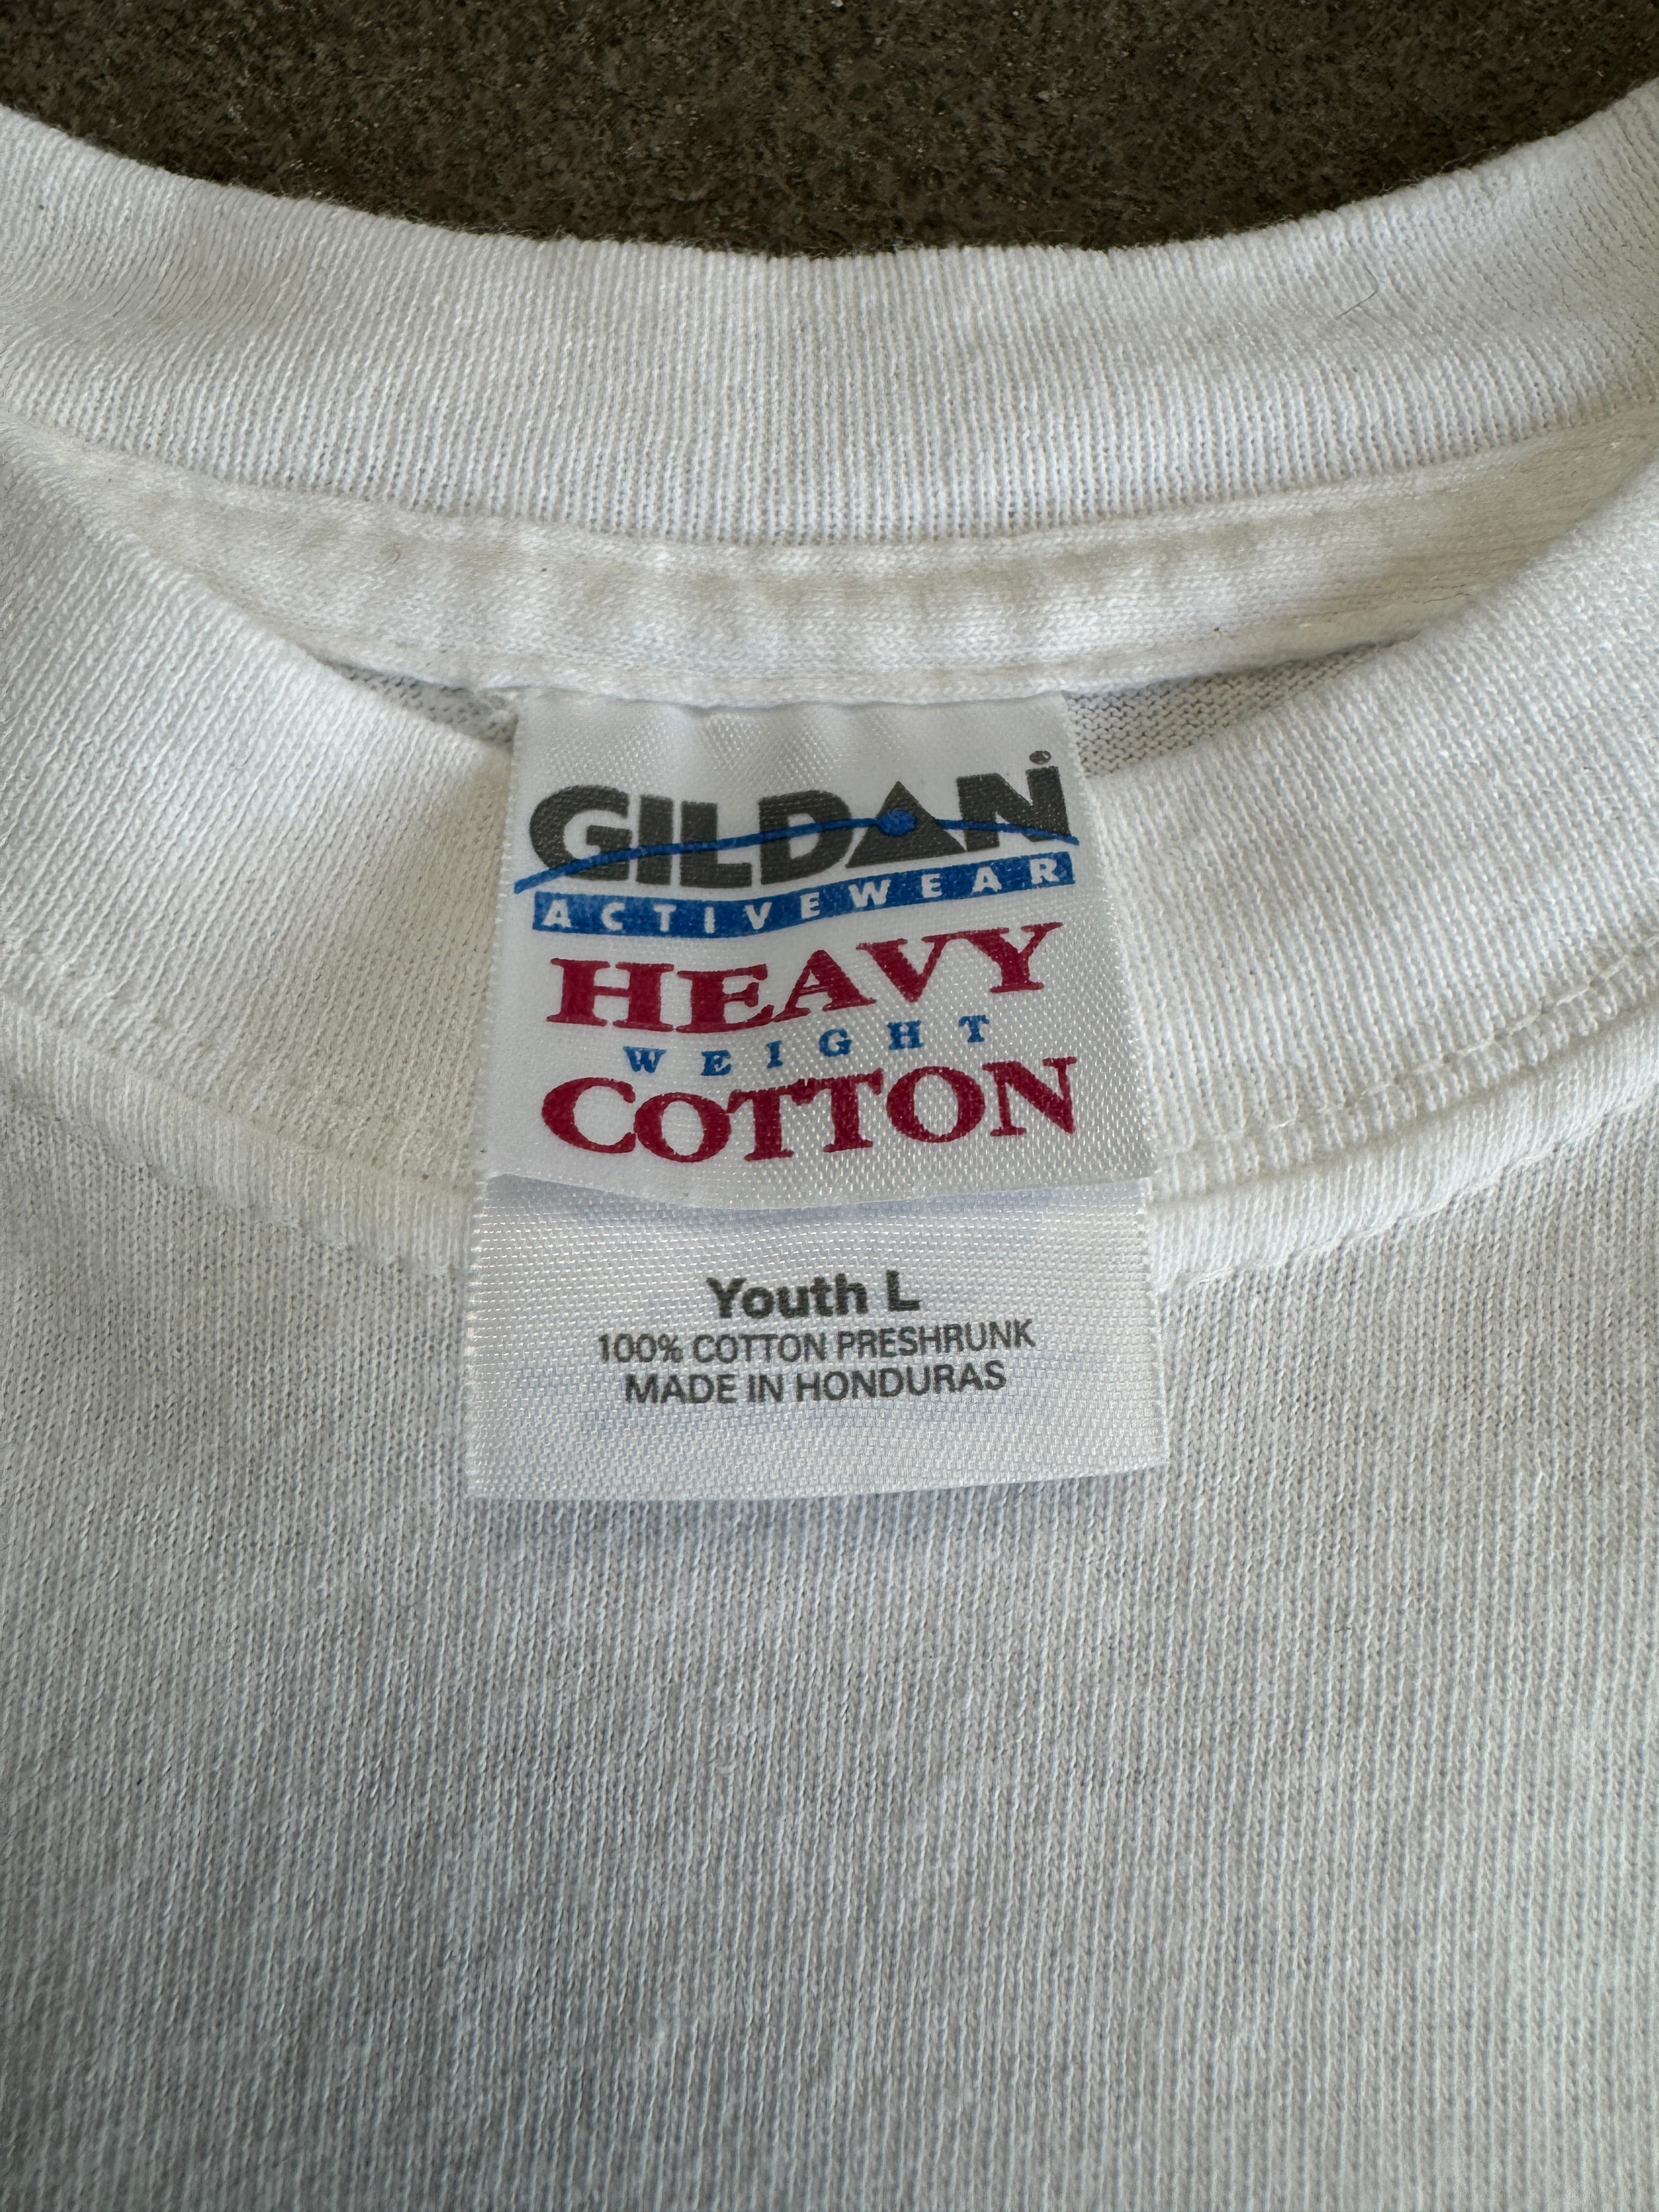 GILDAN®
ACTIVEWEAR
HEAVY
WEIGHT
COTTON
Youth L
100% COTTON PRESHRUNK
MADE IN HONDURAS